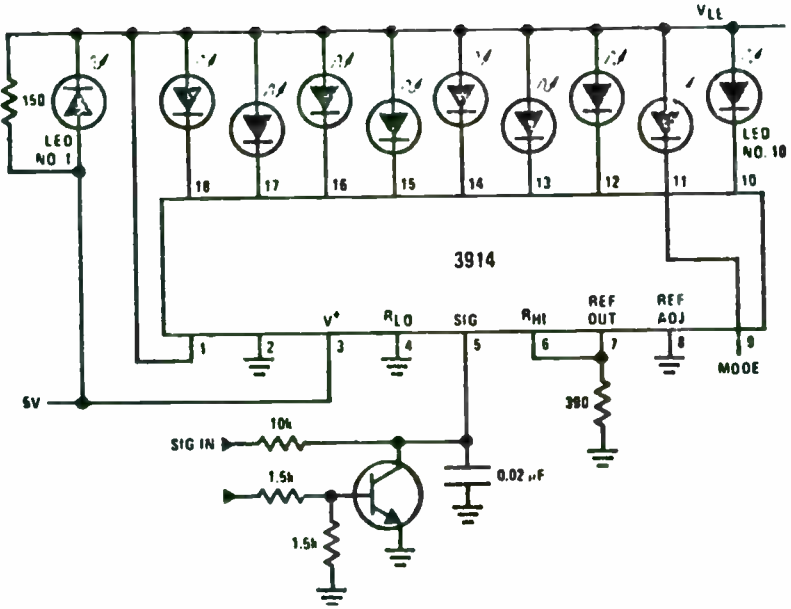 VLE
150
LED
NO. 1
LED
NO. 10
18 17 16 15 14 13 12 11 10
3914
V+ RLO SIG RHI REF OUT REF ADJ
1 2 3 4 5 6 7 8 9
MODE
5V
390
10k
SIG IN
0.02 µF
1.5k
1.5k